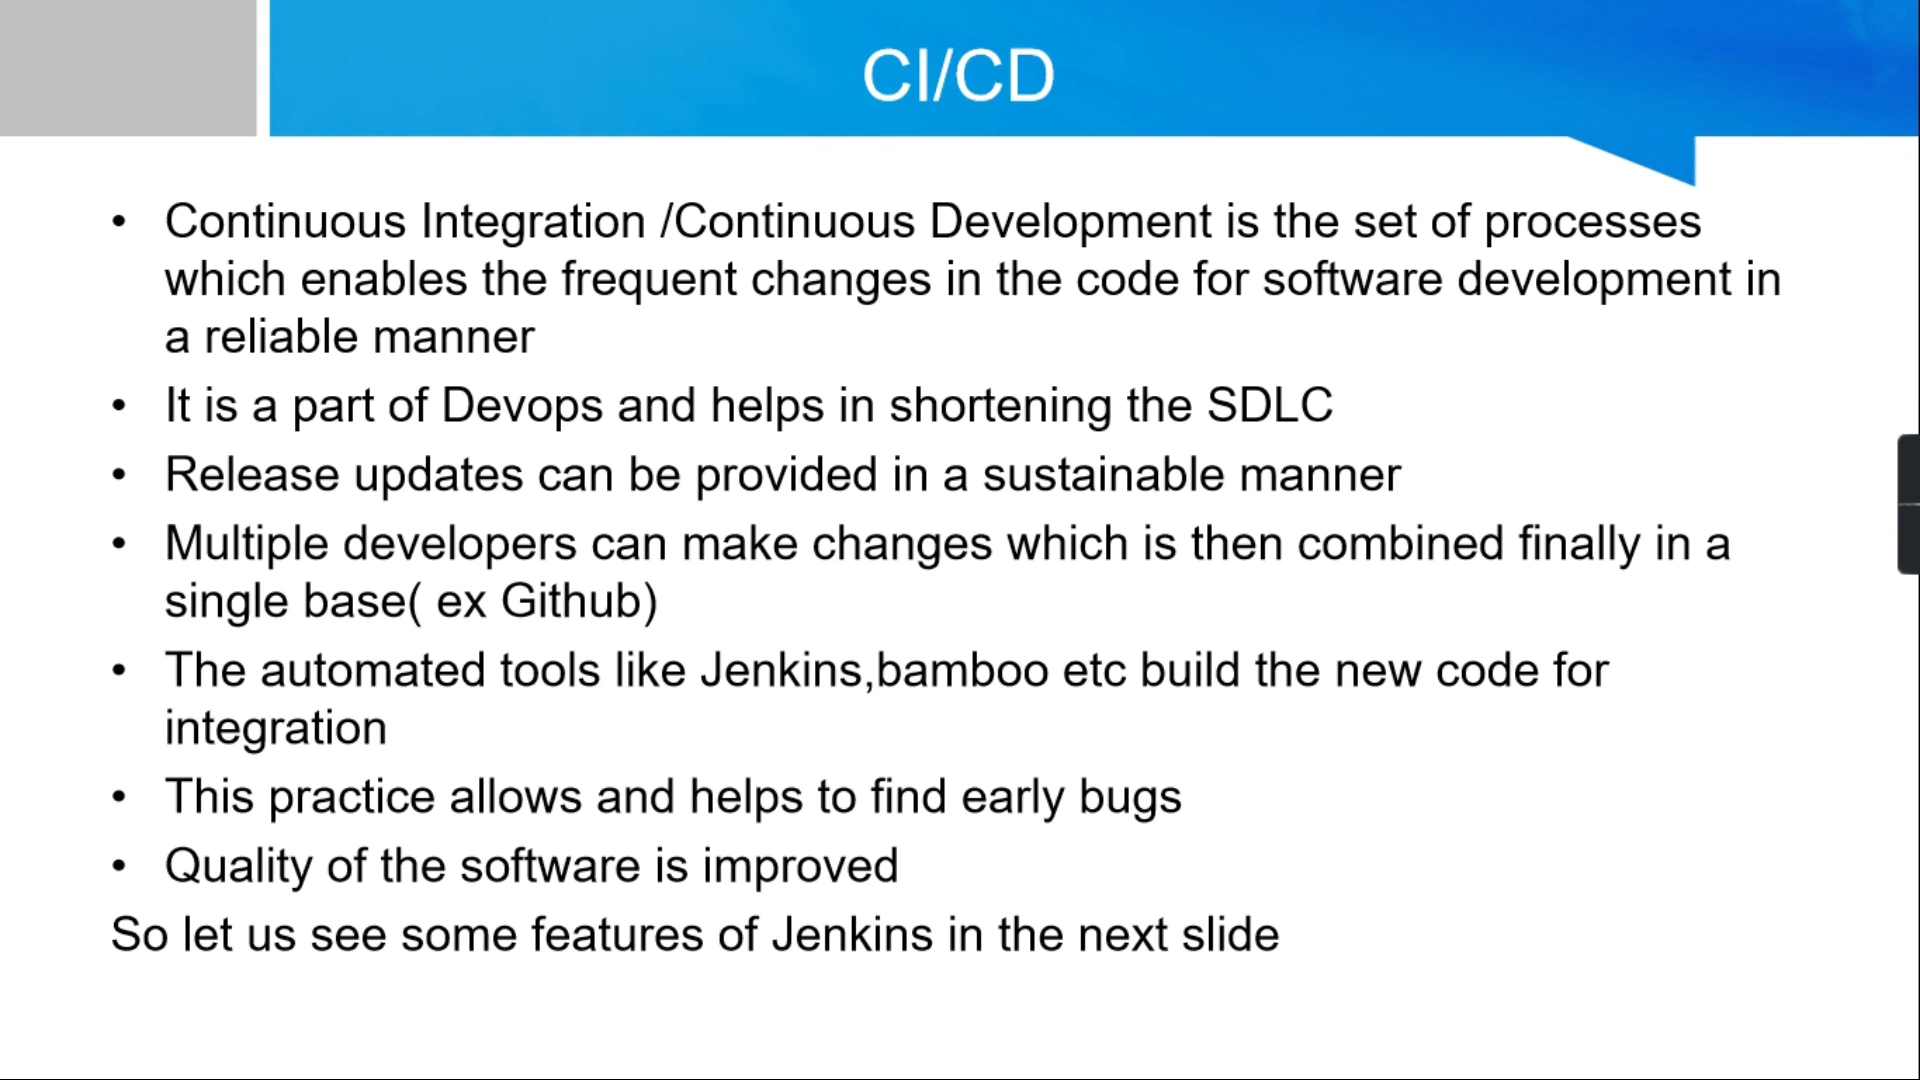 CI/CD
• Continuous Integration /Continuous Development is the set of processes
which enables the frequent changes in the code for software development in
a reliable manner
• It is a part of Devops and helps in shortening the SDLC
• Release updates can be provided in a sustainable manner
• Multiple developers can make changes which is then combined finally in a
single base( ex Github)
• The automated tools like Jenkins,bamboo etc build the new code for
integration
• This practice allows and helps to find early bugs
• Quality of the software is improved
So let us see some features of Jenkins in the next slide